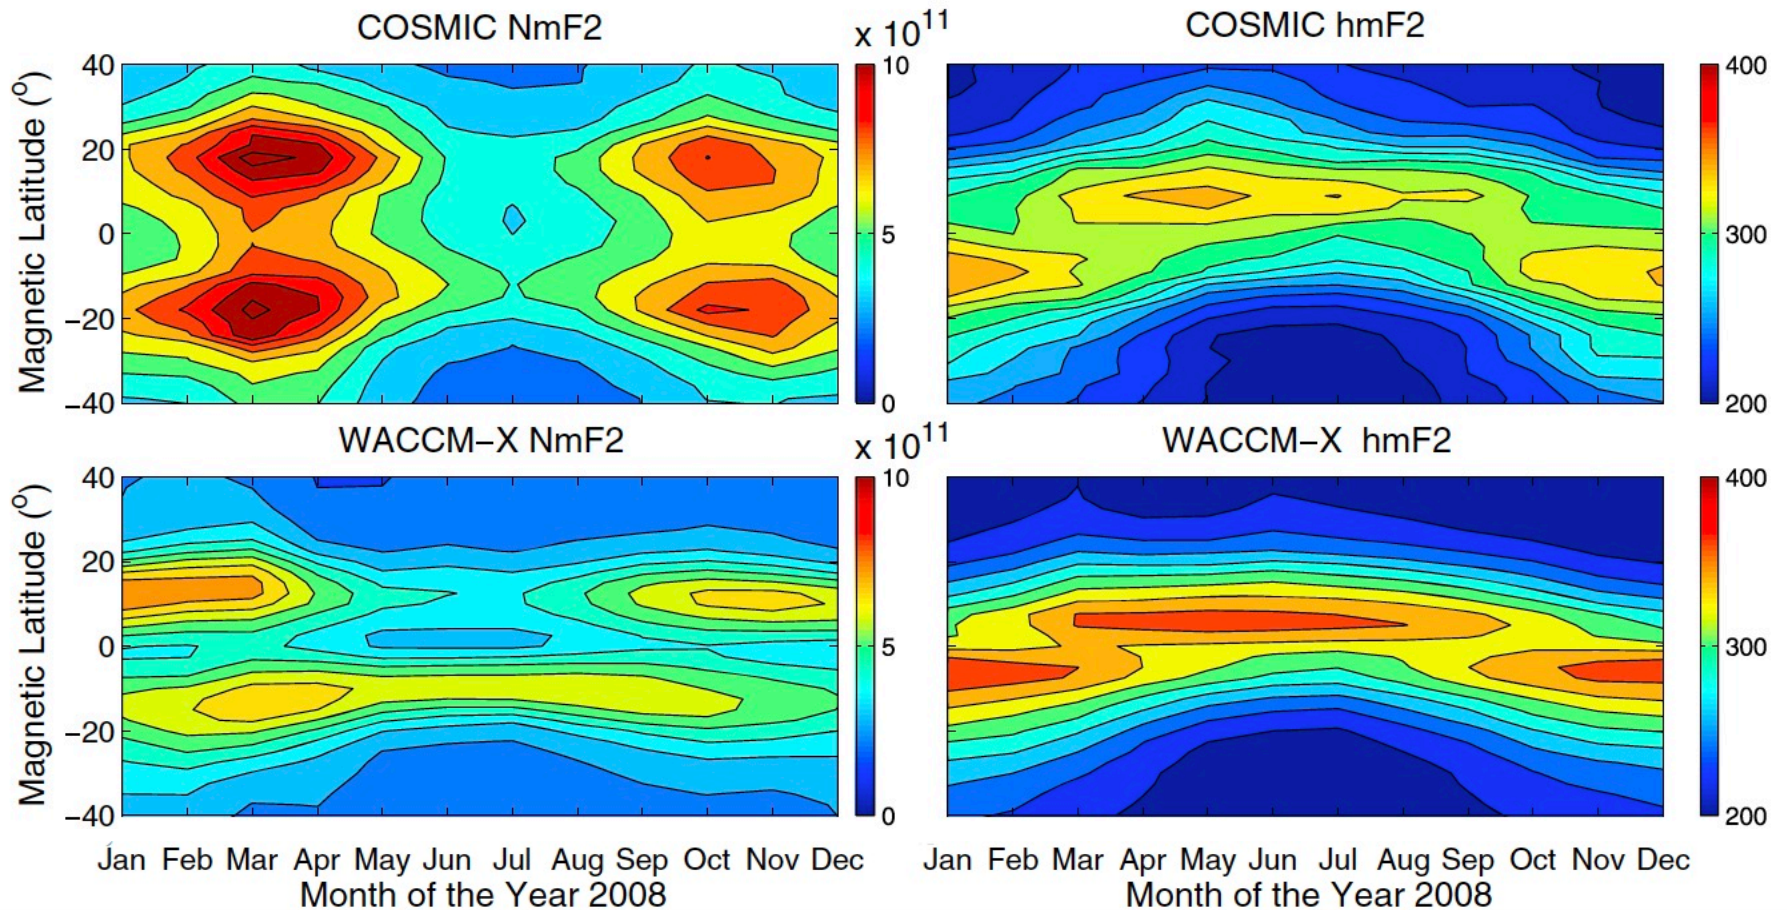 COSMIC NmF2
x 10^11
COSMIC hmF2
Magnetic Latitude (°)
40
20
0
−20
−40
10
5
0
400
300
200
WACCM−X NmF2
x 10^11
WACCM−X hmF2
Magnetic Latitude (°)
40
20
0
−20
−40
10
5
0
400
300
200
Jan Feb Mar Apr May Jun Jul Aug Sep Oct Nov Dec
Jan Feb Mar Apr May Jun Jul Aug Sep Oct Nov Dec
Month of the Year 2008
Month of the Year 2008